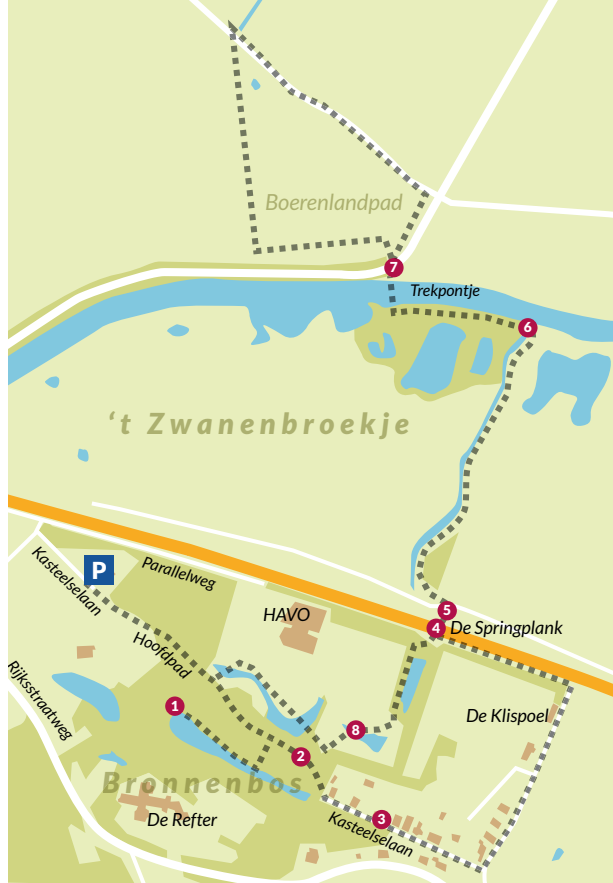 Boerenlandpad
7
Trekpontje
6
‘t Zwanenbroekje
P
Kasteelselaan
Parallelweg
HAVO
5
4
De Springplank
Hoofdpad
Rijksstraatweg
1
8
De Klispoel
2
Bronnenbos
De Refter
3
Kasteelselaan